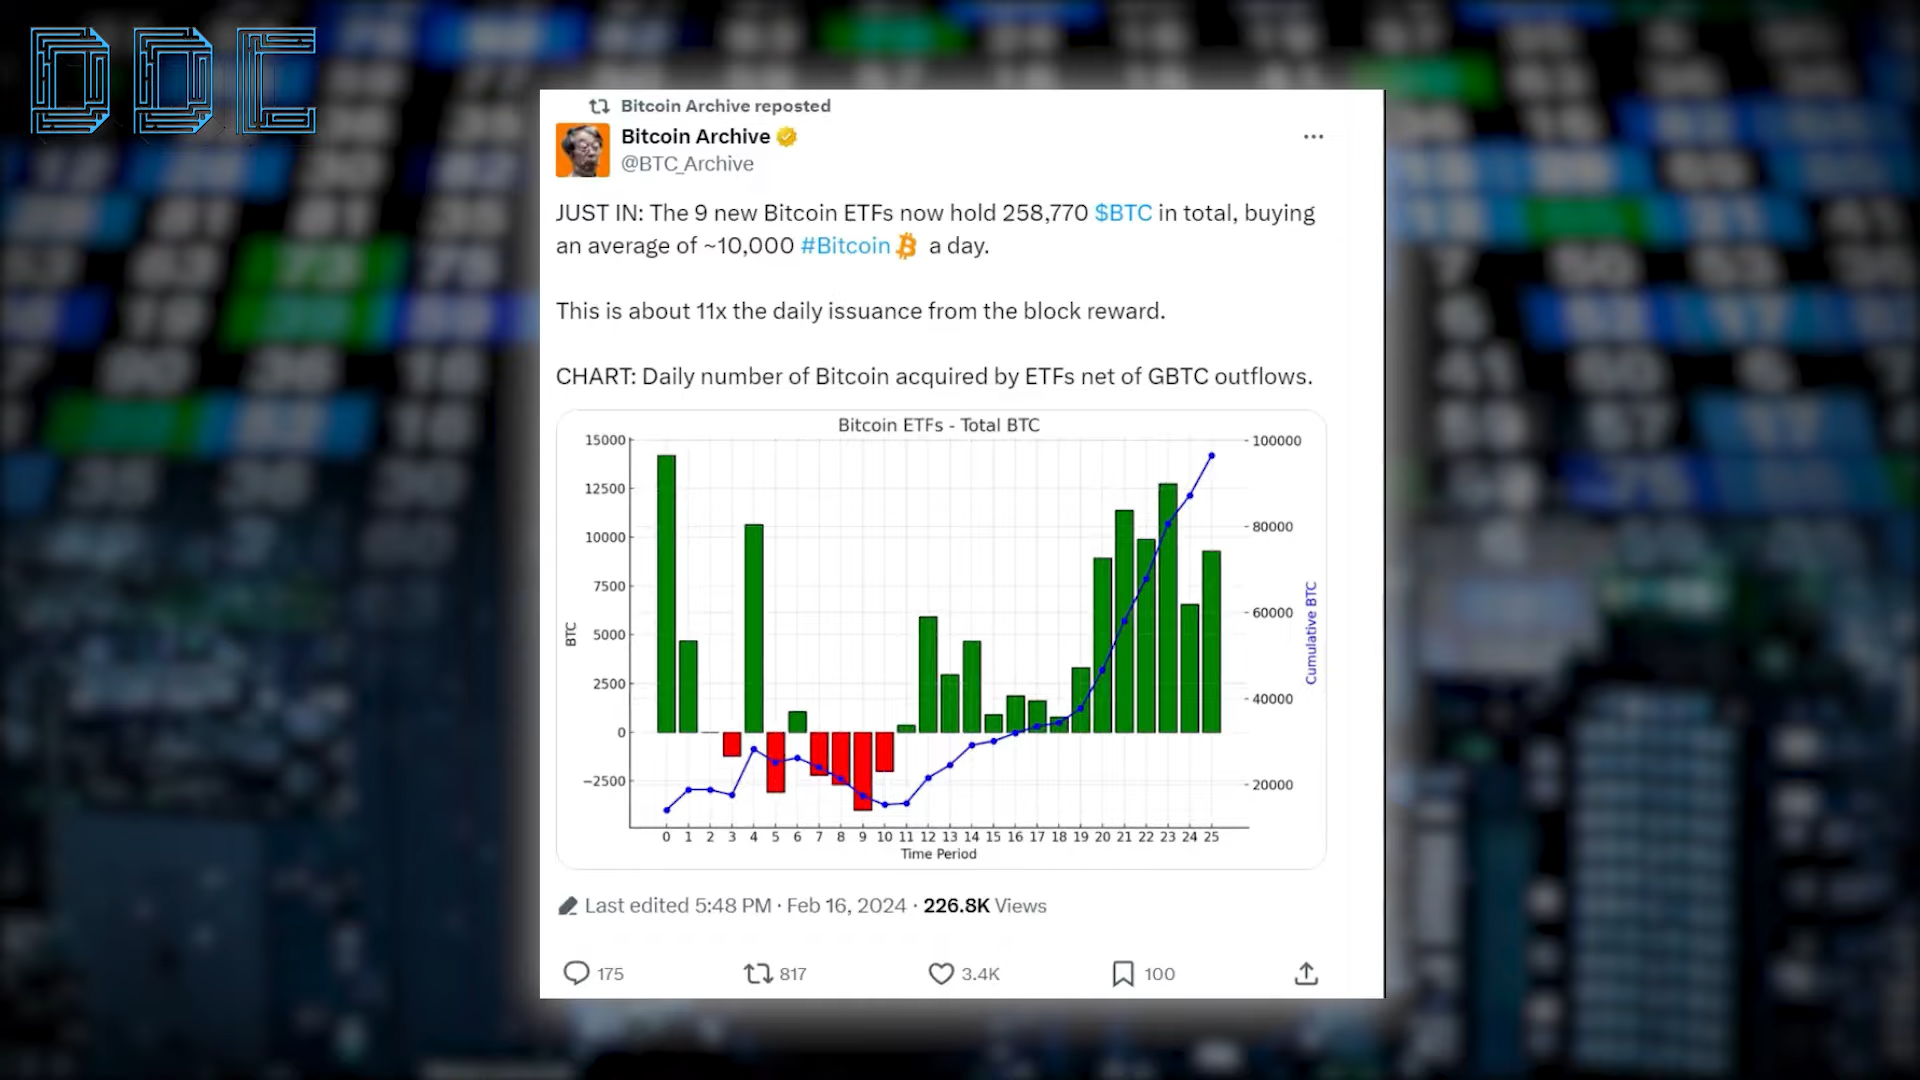 DDC
Bitcoin Archive reposted
Bitcoin Archive
@BTC_Archive
JUST IN: The 9 new Bitcoin ETFs now hold 258,770 $BTC in total, buying
an average of ~10,000 #Bitcoin a day.
This is about 11x the daily issuance from the block reward.
CHART: Daily number of Bitcoin acquired by ETFs net of GBTC outflows.
Bitcoin ETFs - Total BTC
15000
12500
10000
7500
5000
2500
0
−2500
BTC
100000
80000
60000
40000
20000
Cumulative BTC
0 1 2 3 4 5 6 7 8 9 10 11 12 13 14 15 16 17 18 19 20 21 22 23 24 25
Time Period
Last edited 5:48 PM · Feb 16, 2024 · 226.8K Views
175 817 3.4K 100